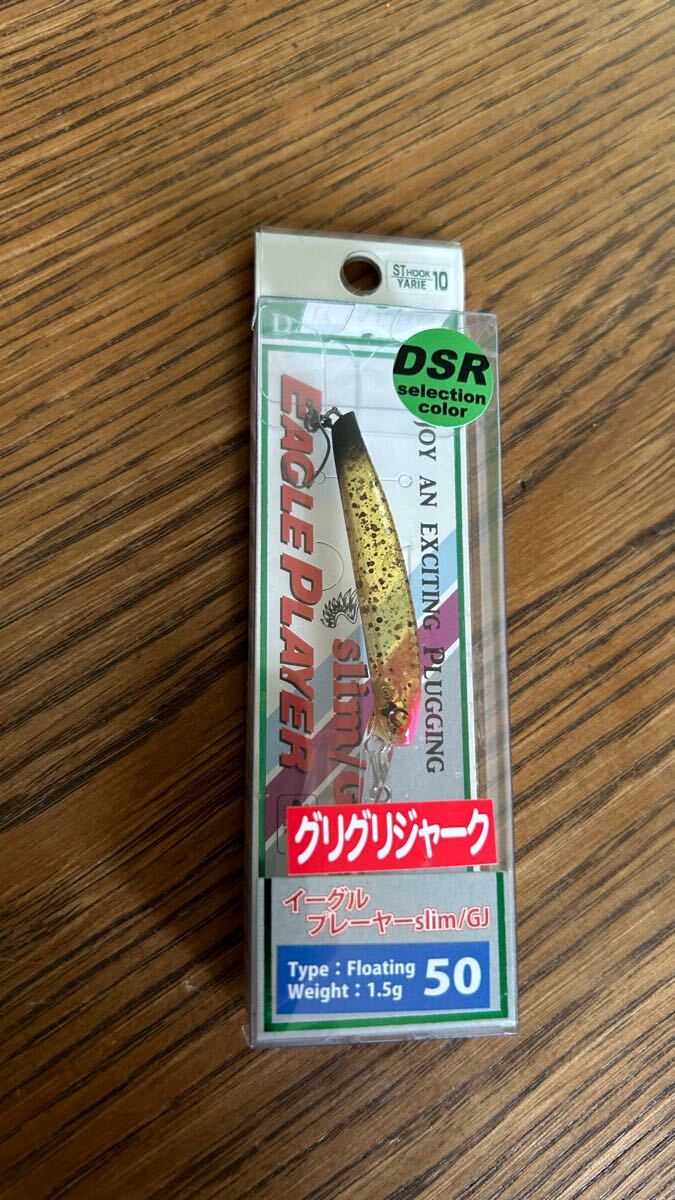 ST HOOK 10
YARIE
DSR
selection
color
JOY AN EXCITING PLUGGING
EAGLE PLAYER
slim/G
グリグリジャーク
イーグル
プレーヤーslim/GJ
Type：Floating
Weight：1.5g
50